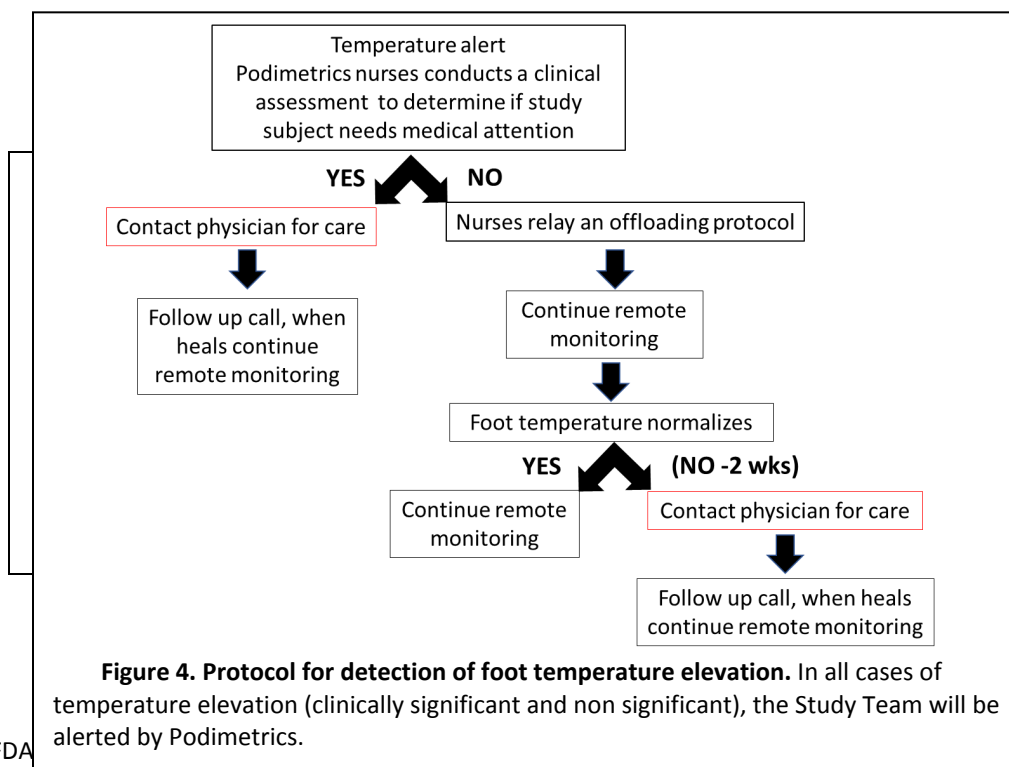 Temperature alert
Podimetrics nurses conducts a clinical
assessment to determine if study
subject needs medical attention
YES
NO
Contact physician for care
Nurses relay an offloading protocol
Follow up call, when
heals continue
remote monitoring
Continue remote
monitoring
Foot temperature normalizes
YES
(NO -2 wks)
Continue remote
monitoring
Contact physician for care
Follow up call, when heals
continue remote monitoring
Figure 4. Protocol for detection of foot temperature elevation. In all cases of
temperature elevation (clinically significant and non significant), the Study Team will be
alerted by Podimetrics.